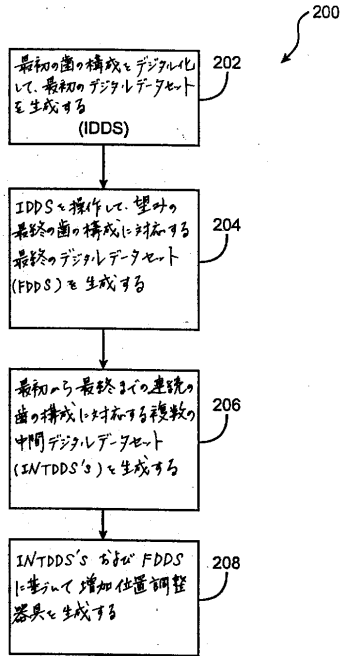 200
最初の歯の構成をデジタル化
して、最初のデジタルデータセット
を生成する
(IDDS)
202
IDDSを操作して、望みの
最終の歯の構成に対応する
最終のデジタルデータセット
(FDDS)を生成する
204
最初から最終までの連続の
歯の構成に対応する複数の
中間デジタルデータセット
(INTDDS's)を生成する
206
INTDDS's および FDDS
に基づいて増加位置調整
器具を生成する
208